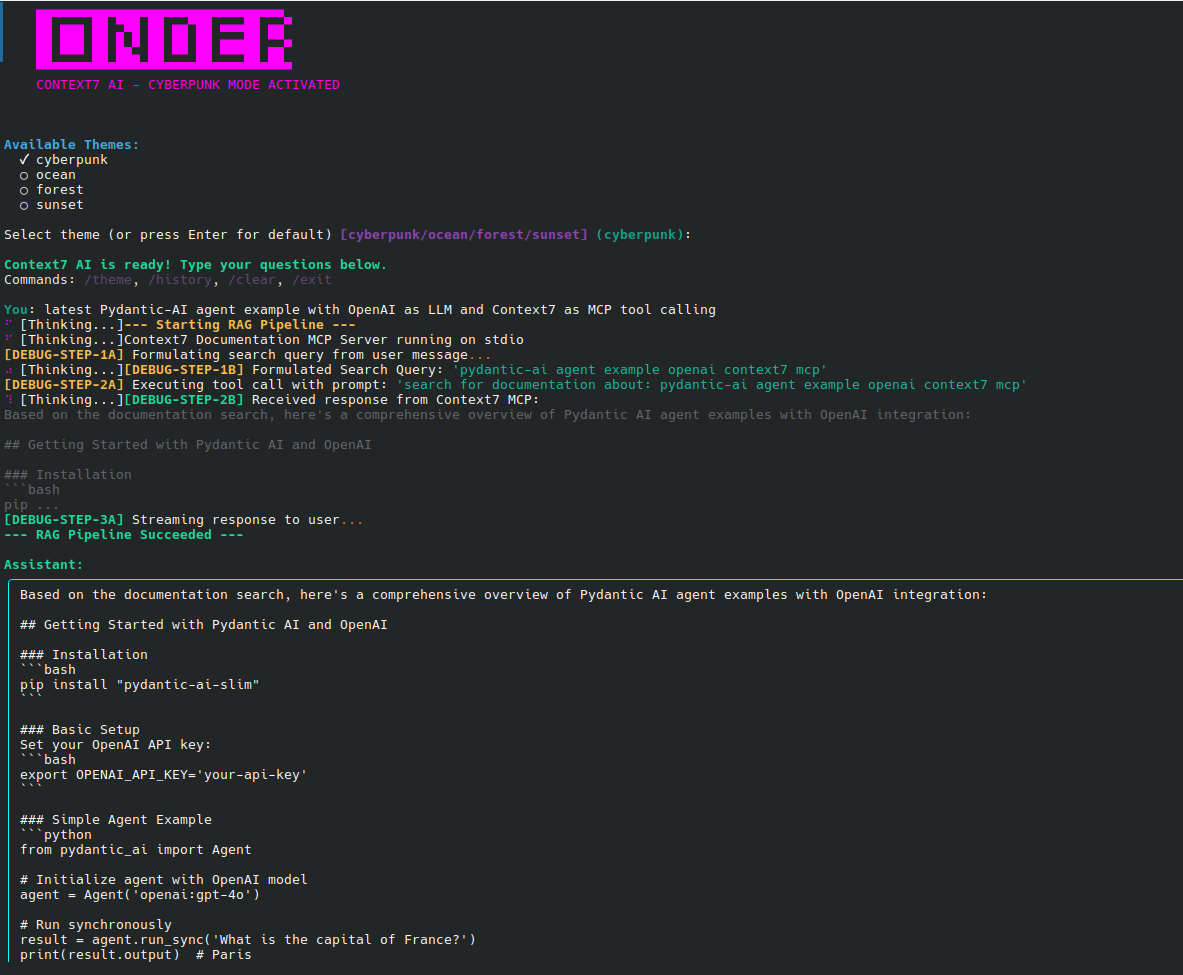 ONDER
CONTEXT7 AI - CYBERPUNK MODE ACTIVATED
Available Themes:
✓ cyberpunk
○ ocean
○ forest
○ sunset
Select theme (or press Enter for default) [cyberpunk/ocean/forest/sunset] (cyberpunk):
Context7 AI is ready! Type your questions below.
Commands: /theme, /history, /clear, /exit
You: latest Pydantic-AI agent example with OpenAI as LLM and Context7 as MCP tool calling
[Thinking...]--- Starting RAG Pipeline ---
[Thinking...]Context7 Documentation MCP Server running on stdio
[DEBUG-STEP-1A] Formulating search query from user message...
[Thinking...][DEBUG-STEP-1B] Formulated Search Query: 'pydantic-ai agent example openai context7 mcp'
[DEBUG-STEP-2A] Executing tool call with prompt: 'search for documentation about: pydantic-ai agent example openai context7 mcp'
[Thinking...][DEBUG-STEP-2B] Received response from Context7 MCP:
Based on the documentation search, here's a comprehensive overview of Pydantic AI agent examples with OpenAI integration:
## Getting Started with Pydantic AI and OpenAI
### Installation
```bash
pip ...
[DEBUG-STEP-3A] Streaming response to user...
--- RAG Pipeline Succeeded ---
Assistant:
Based on the documentation search, here's a comprehensive overview of Pydantic AI agent examples with OpenAI integration:
## Getting Started with Pydantic AI and OpenAI
### Installation
```bash
pip install "pydantic-ai-slim"
```
### Basic Setup
Set your OpenAI API key:
```bash
export OPENAI_API_KEY='your-api-key'
```
### Simple Agent Example
```python
from pydantic_ai import Agent
# Initialize agent with OpenAI model
agent = Agent('openai:gpt-4o')
# Run synchronously
result = agent.run_sync('What is the capital of France?')
print(result.output)  # Paris